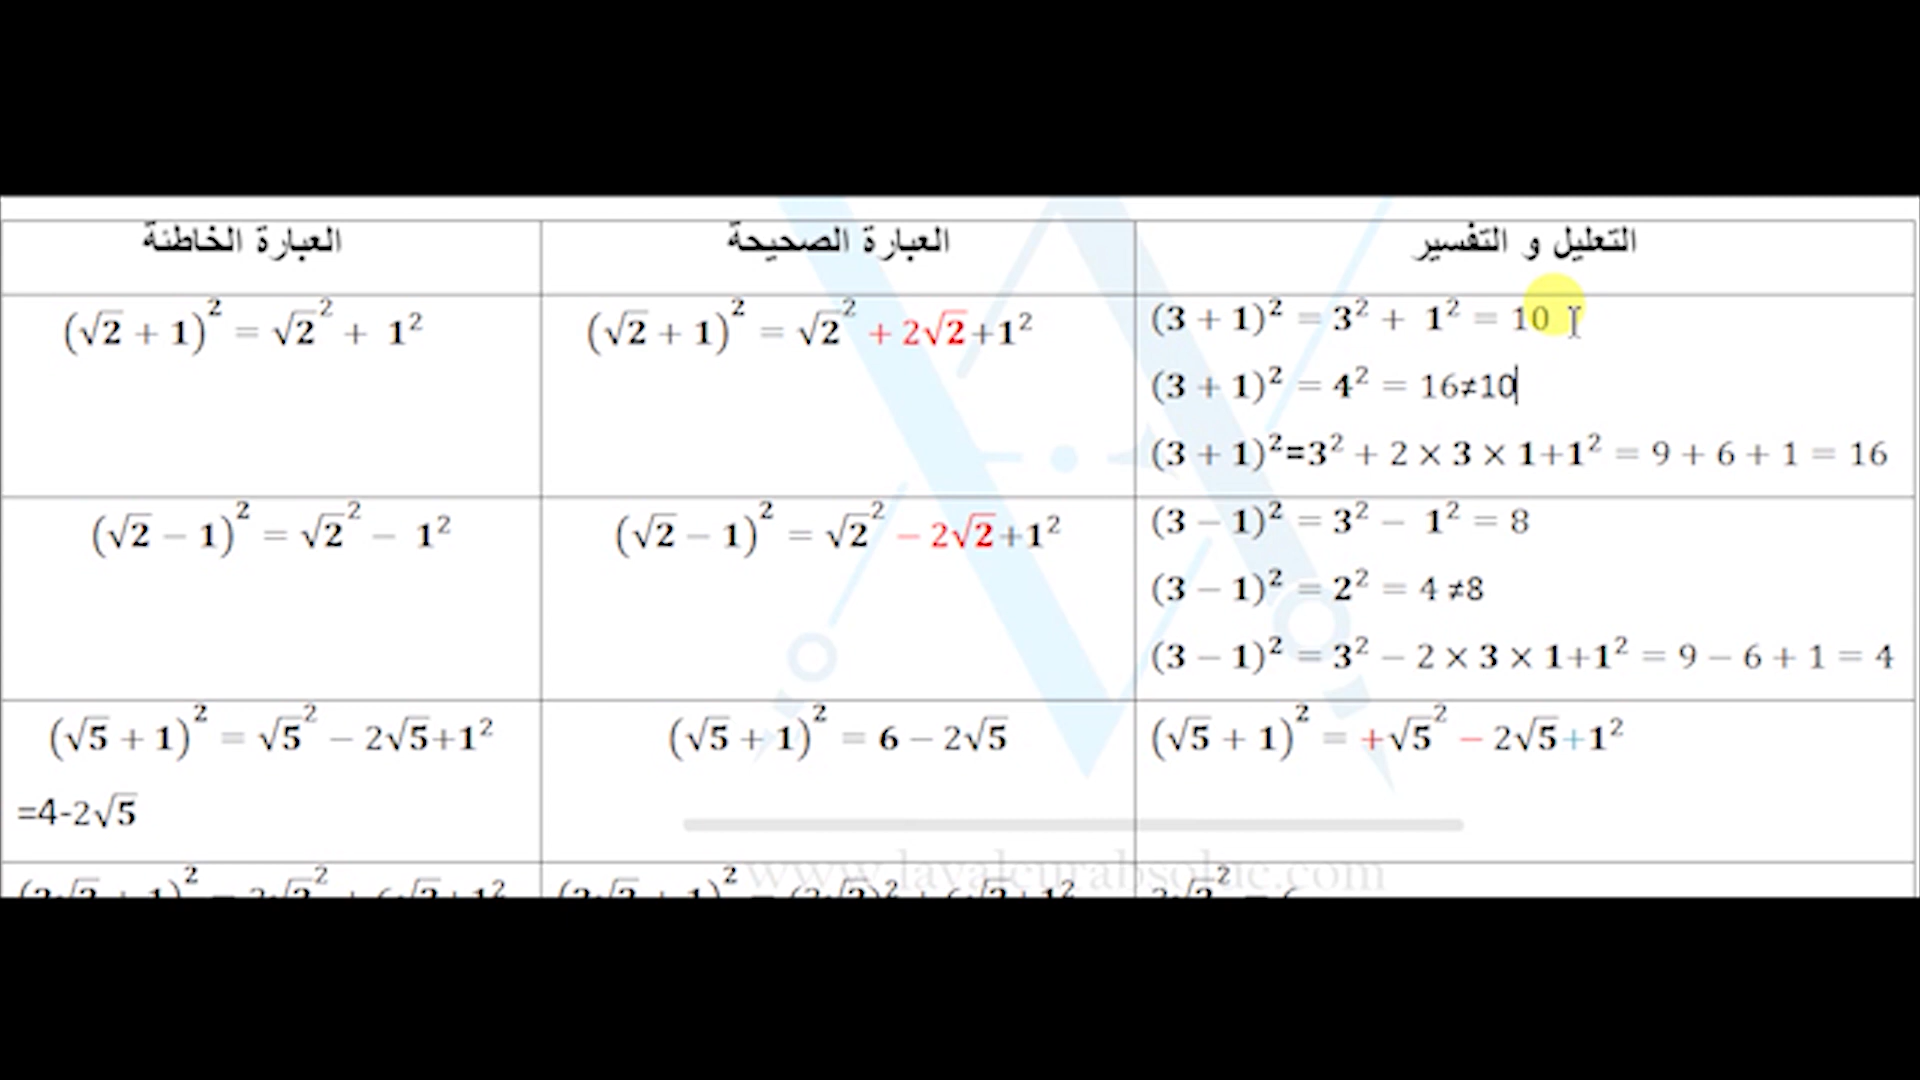 العبارة الخاطئة
العبارة الصحيحة
التعليل و التفسير
(√2 + 1)² = √2² + 1²
(√2 + 1)² = √2² + 2√2+1²
(3 + 1)² = 3² + 1² = 10
(3 + 1)² = 4² = 16≠10
(3 + 1)²=3² + 2 × 3 × 1+1² = 9 + 6 + 1 = 16
(√2 − 1)² = √2² − 1²
(√2 − 1)² = √2² − 2√2+1²
(3 − 1)² = 3² − 1² = 8
(3 − 1)² = 2² = 4 ≠8
(3 − 1)² = 3² − 2 × 3 × 1+1² = 9 − 6 + 1 = 4
(√5 + 1)² = √5² − 2√5+1²
=4-2√5
(√5 + 1)² = 6 − 2√5
(√5 + 1)² = +√5² − 2√5+1²